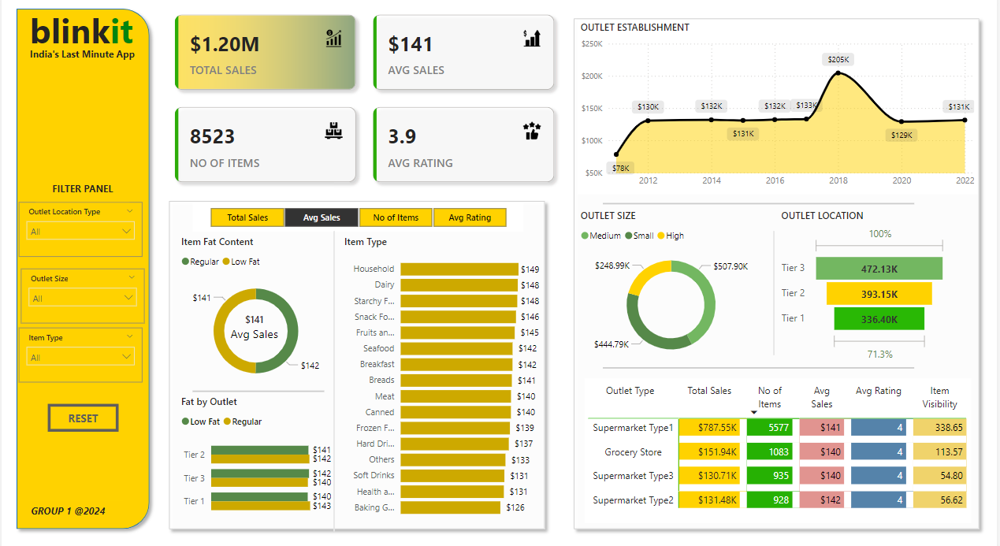 blinkit
India's Last Minute App
FILTER PANEL
Outlet Location Type
All
Outlet Size
All
Item Type
All
RESET
GROUP 1 @2024
$1.20M
TOTAL SALES
$141
AVG SALES
8523
NO OF ITEMS
3.9
AVG RATING
Total Sales
Avg Sales
No of Items
Avg Rating
Item Fat Content
Regular Low Fat
$141
$141
Avg Sales
$142
Fat by Outlet
Low Fat Regular
Tier 2 $141
$142
Tier 3 $142
$140
Tier 1 $140
$143
Item Type
Household $149
Dairy $148
Starchy F... $148
Snack Fo... $146
Fruits an... $145
Seafood $142
Breakfast $142
Breads $141
Meat $140
Canned $140
Frozen F... $139
Hard Dri... $137
Others $133
Soft Drinks $131
Health a... $131
Baking G... $126
OUTLET ESTABLISHMENT
$250K
$200K
$150K
$100K
$50K
$78K
$130K
$132K
$131K
$132K
$133K
$205K
$129K
$131K
2012 2014 2016 2018 2020 2022
OUTLET SIZE
Medium Small High
$248.99K
$507.90K
$444.79K
OUTLET LOCATION
100%
Tier 3 472.13K
Tier 2 393.15K
Tier 1 336.40K
71.3%
Outlet Type Total Sales No of Items Avg Sales Avg Rating Item Visibility
Supermarket Type1 $787.55K 5577 $141 4 338.65
Grocery Store $151.94K 1083 $140 4 113.57
Supermarket Type3 $130.71K 935 $140 4 54.80
Supermarket Type2 $131.48K 928 $142 4 56.62